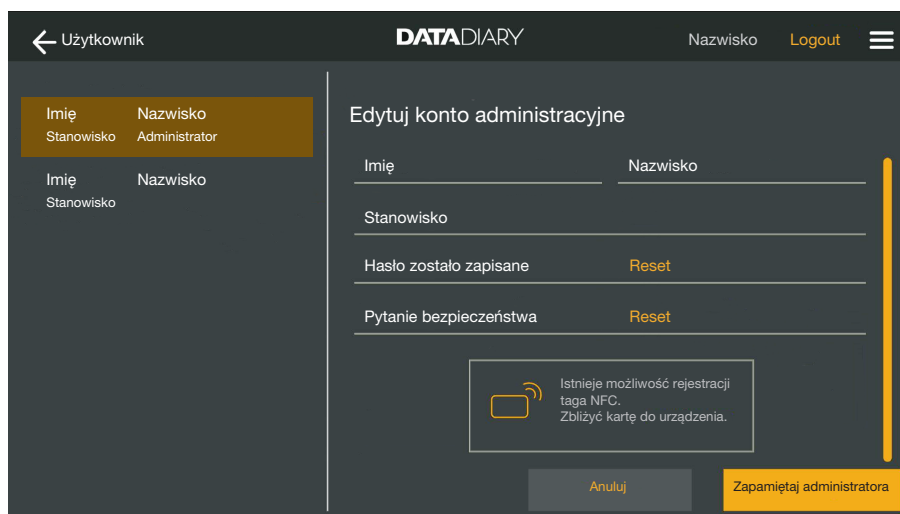 Użytkownik
DATADIARY
Nazwisko
Logout
Imię Nazwisko
Stanowisko Administrator
Imię Nazwisko
Stanowisko
Edytuj konto administracyjne
Imię Nazwisko
Stanowisko
Hasło zostało zapisane Reset
Pytanie bezpieczeństwa Reset
Istnieje możliwość rejestracji
taga NFC.
Zbliżyć kartę do urządzenia.
Anuluj
Zapamiętaj administratora